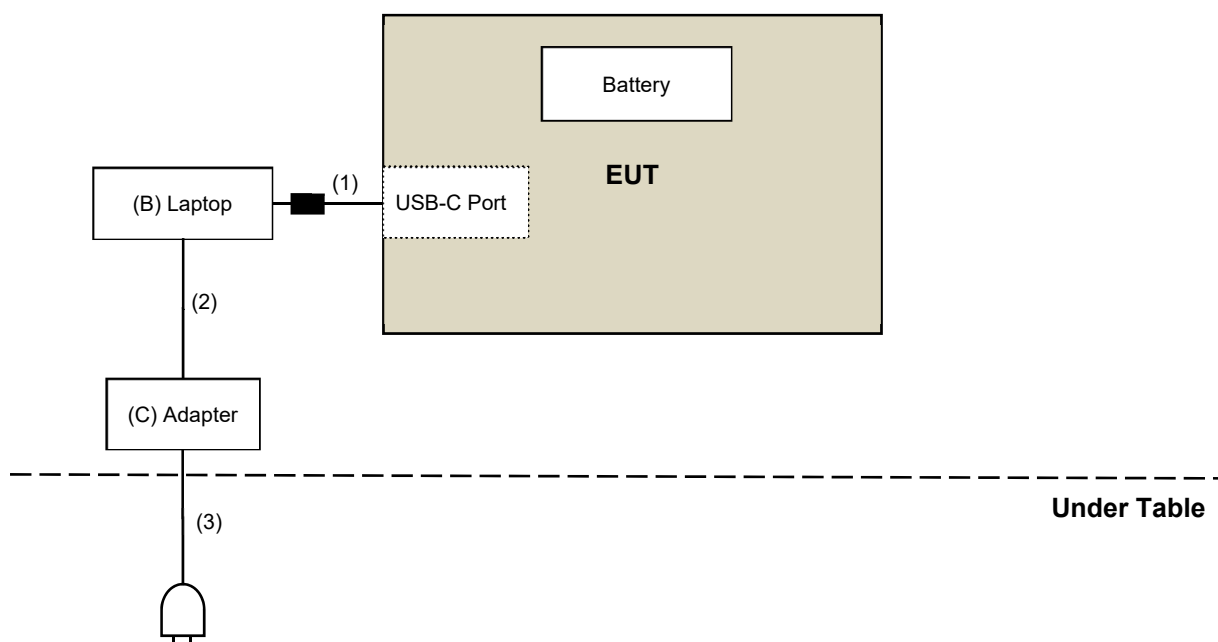 Battery
EUT
(1)
(B) Laptop
USB-C Port
(2)
(C) Adapter
Under Table
(3)